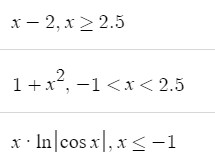 x − 2, x ≥ 2.5
1 + x², −1 < x < 2.5
x · ln|cos x|, x ≤ −1